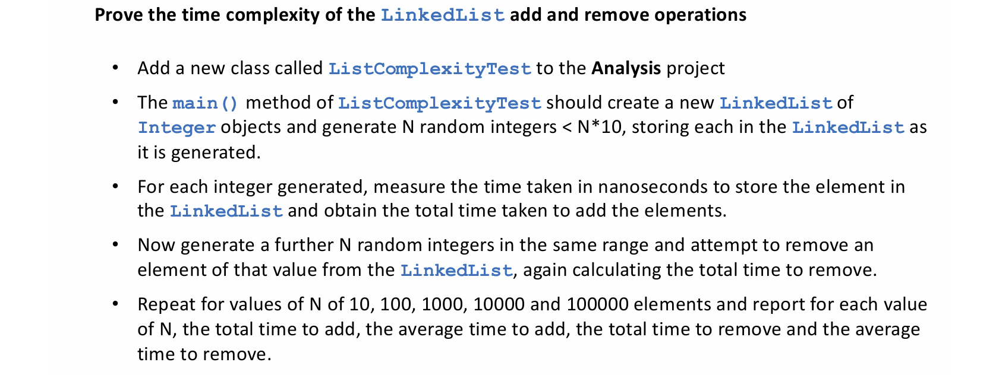 Prove the time complexity of the LinkedList add and remove operations
• Add a new class called ListComplexityTest to the Analysis project
• The main() method of ListComplexityTest should create a new LinkedList of
Integer objects and generate N random integers < N*10, storing each in the LinkedList as
it is generated.
• For each integer generated, measure the time taken in nanoseconds to store the element in
the LinkedList and obtain the total time taken to add the elements.
• Now generate a further N random integers in the same range and attempt to remove an
element of that value from the LinkedList, again calculating the total time to remove.
• Repeat for values of N of 10, 100, 1000, 10000 and 100000 elements and report for each value
of N, the total time to add, the average time to add, the total time to remove and the average
time to remove.